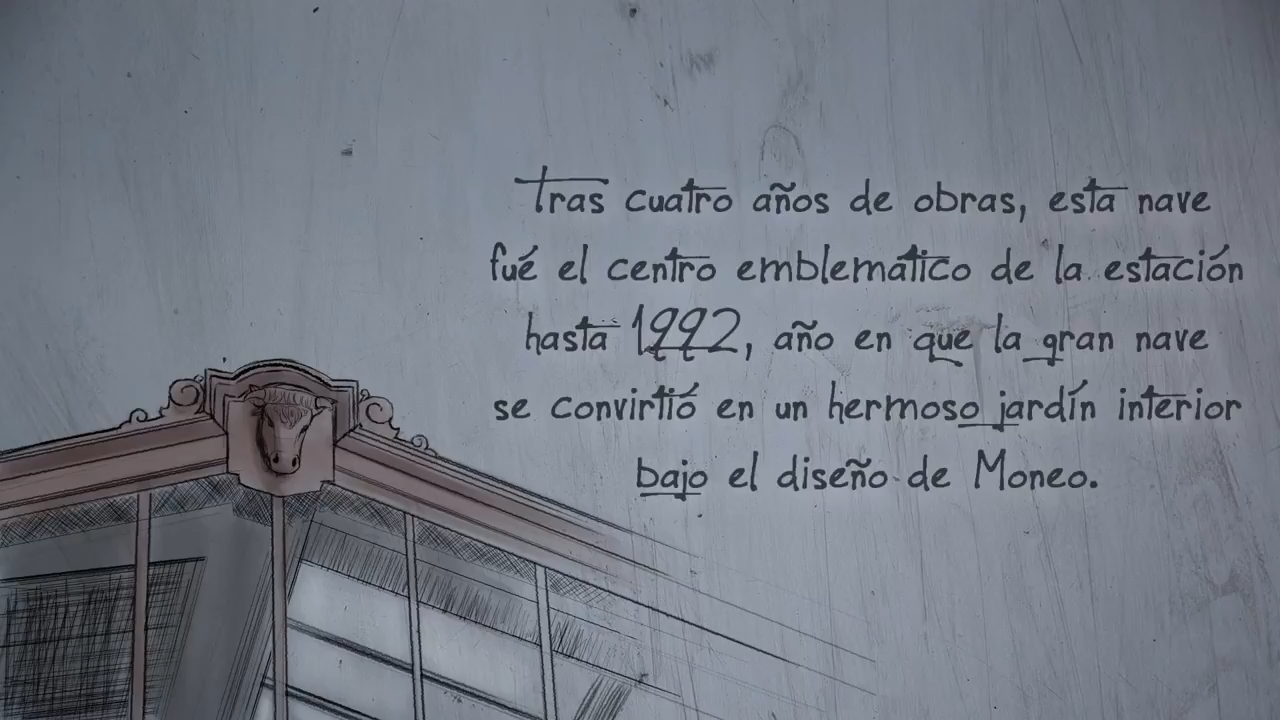 tras cuatro años de obras, esta nave
fué el centro emblemático de la estación
hasta 1992, año en que la gran nave
se convirtió en un hermoso jardín interior
bajo el diseño de Moneo.